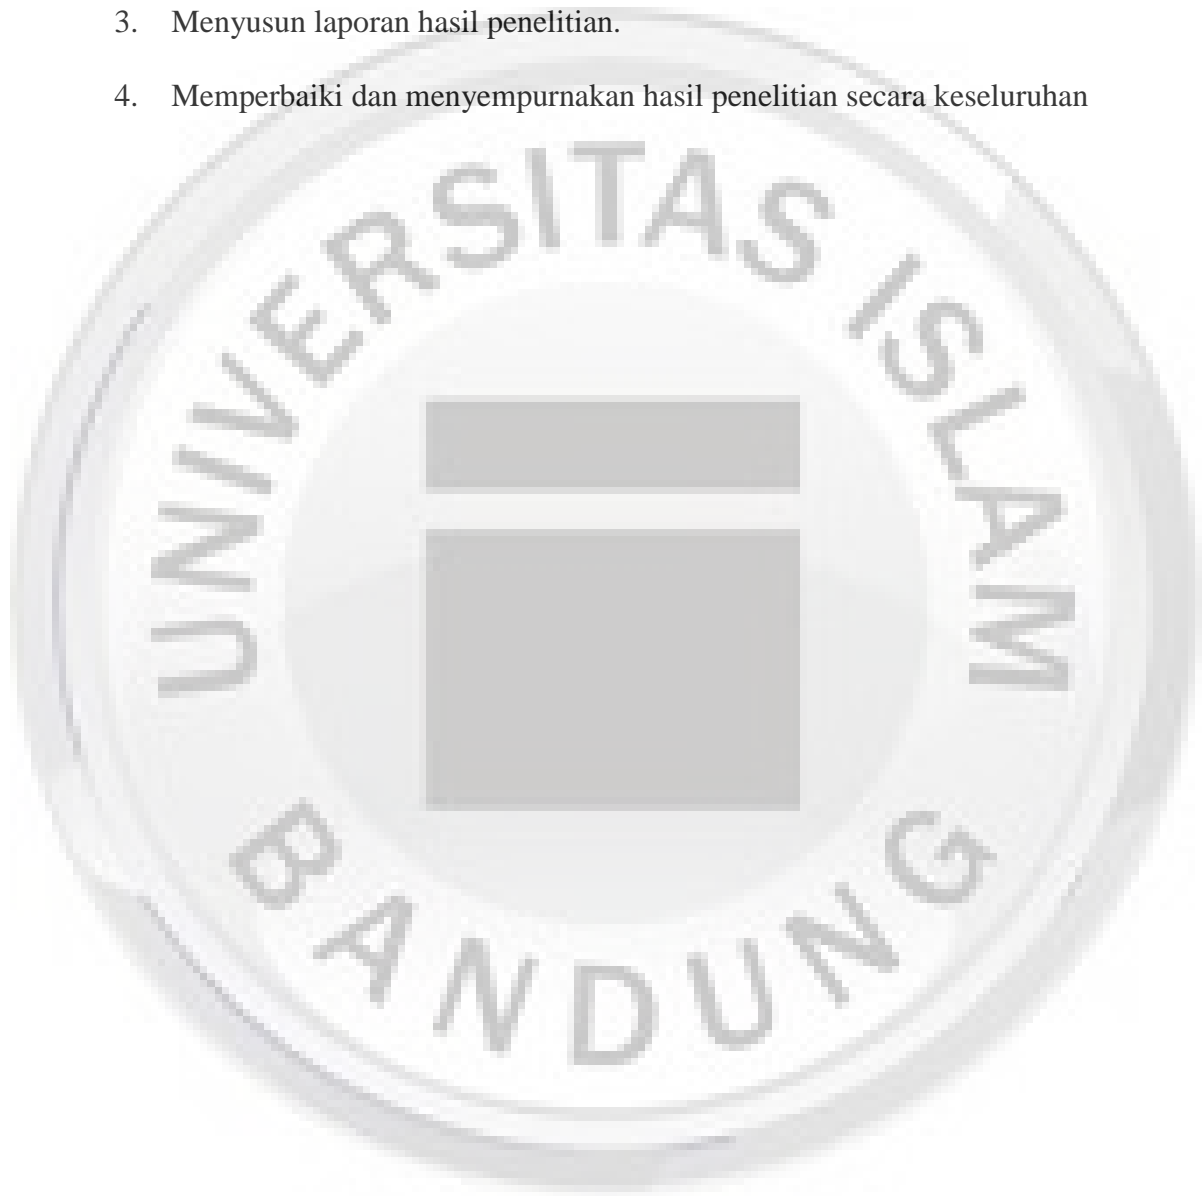 3. Menyusun laporan hasil penelitian.
4. Memperbaiki dan menyempurnakan hasil penelitian secara keseluruhan
UNIVERSITAS ISLAM
BANDUNG